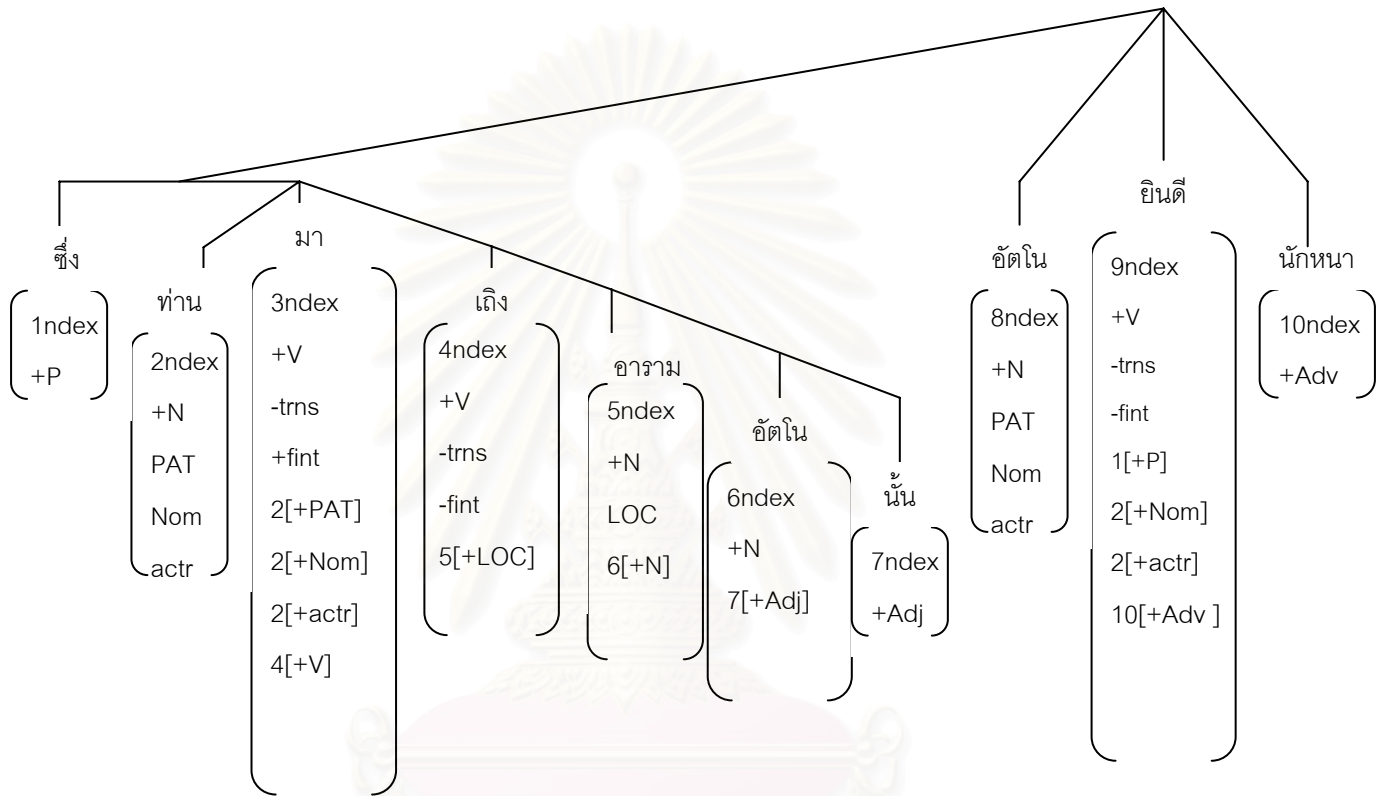 ซึ่ง
1ndex
+P
ท่าน
2ndex
+N
PAT
Nom
actr
มา
3ndex
+V
-trns
+fint
2[+PAT]
2[+Nom]
2[+actr]
4[+V]
เถิง
4ndex
+V
-trns
-fint
5[+LOC]
อาราม
5ndex
+N
LOC
6[+N]
อัตโน
6ndex
+N
7[+Adj]
นั้น
7ndex
+Adj
อัตโน
8ndex
+N
PAT
Nom
actr
ยินดี
9ndex
+V
-trns
-fint
1[+P]
2[+Nom]
2[+actr]
10[+Adv ]
นักหนา
10ndex
+Adv